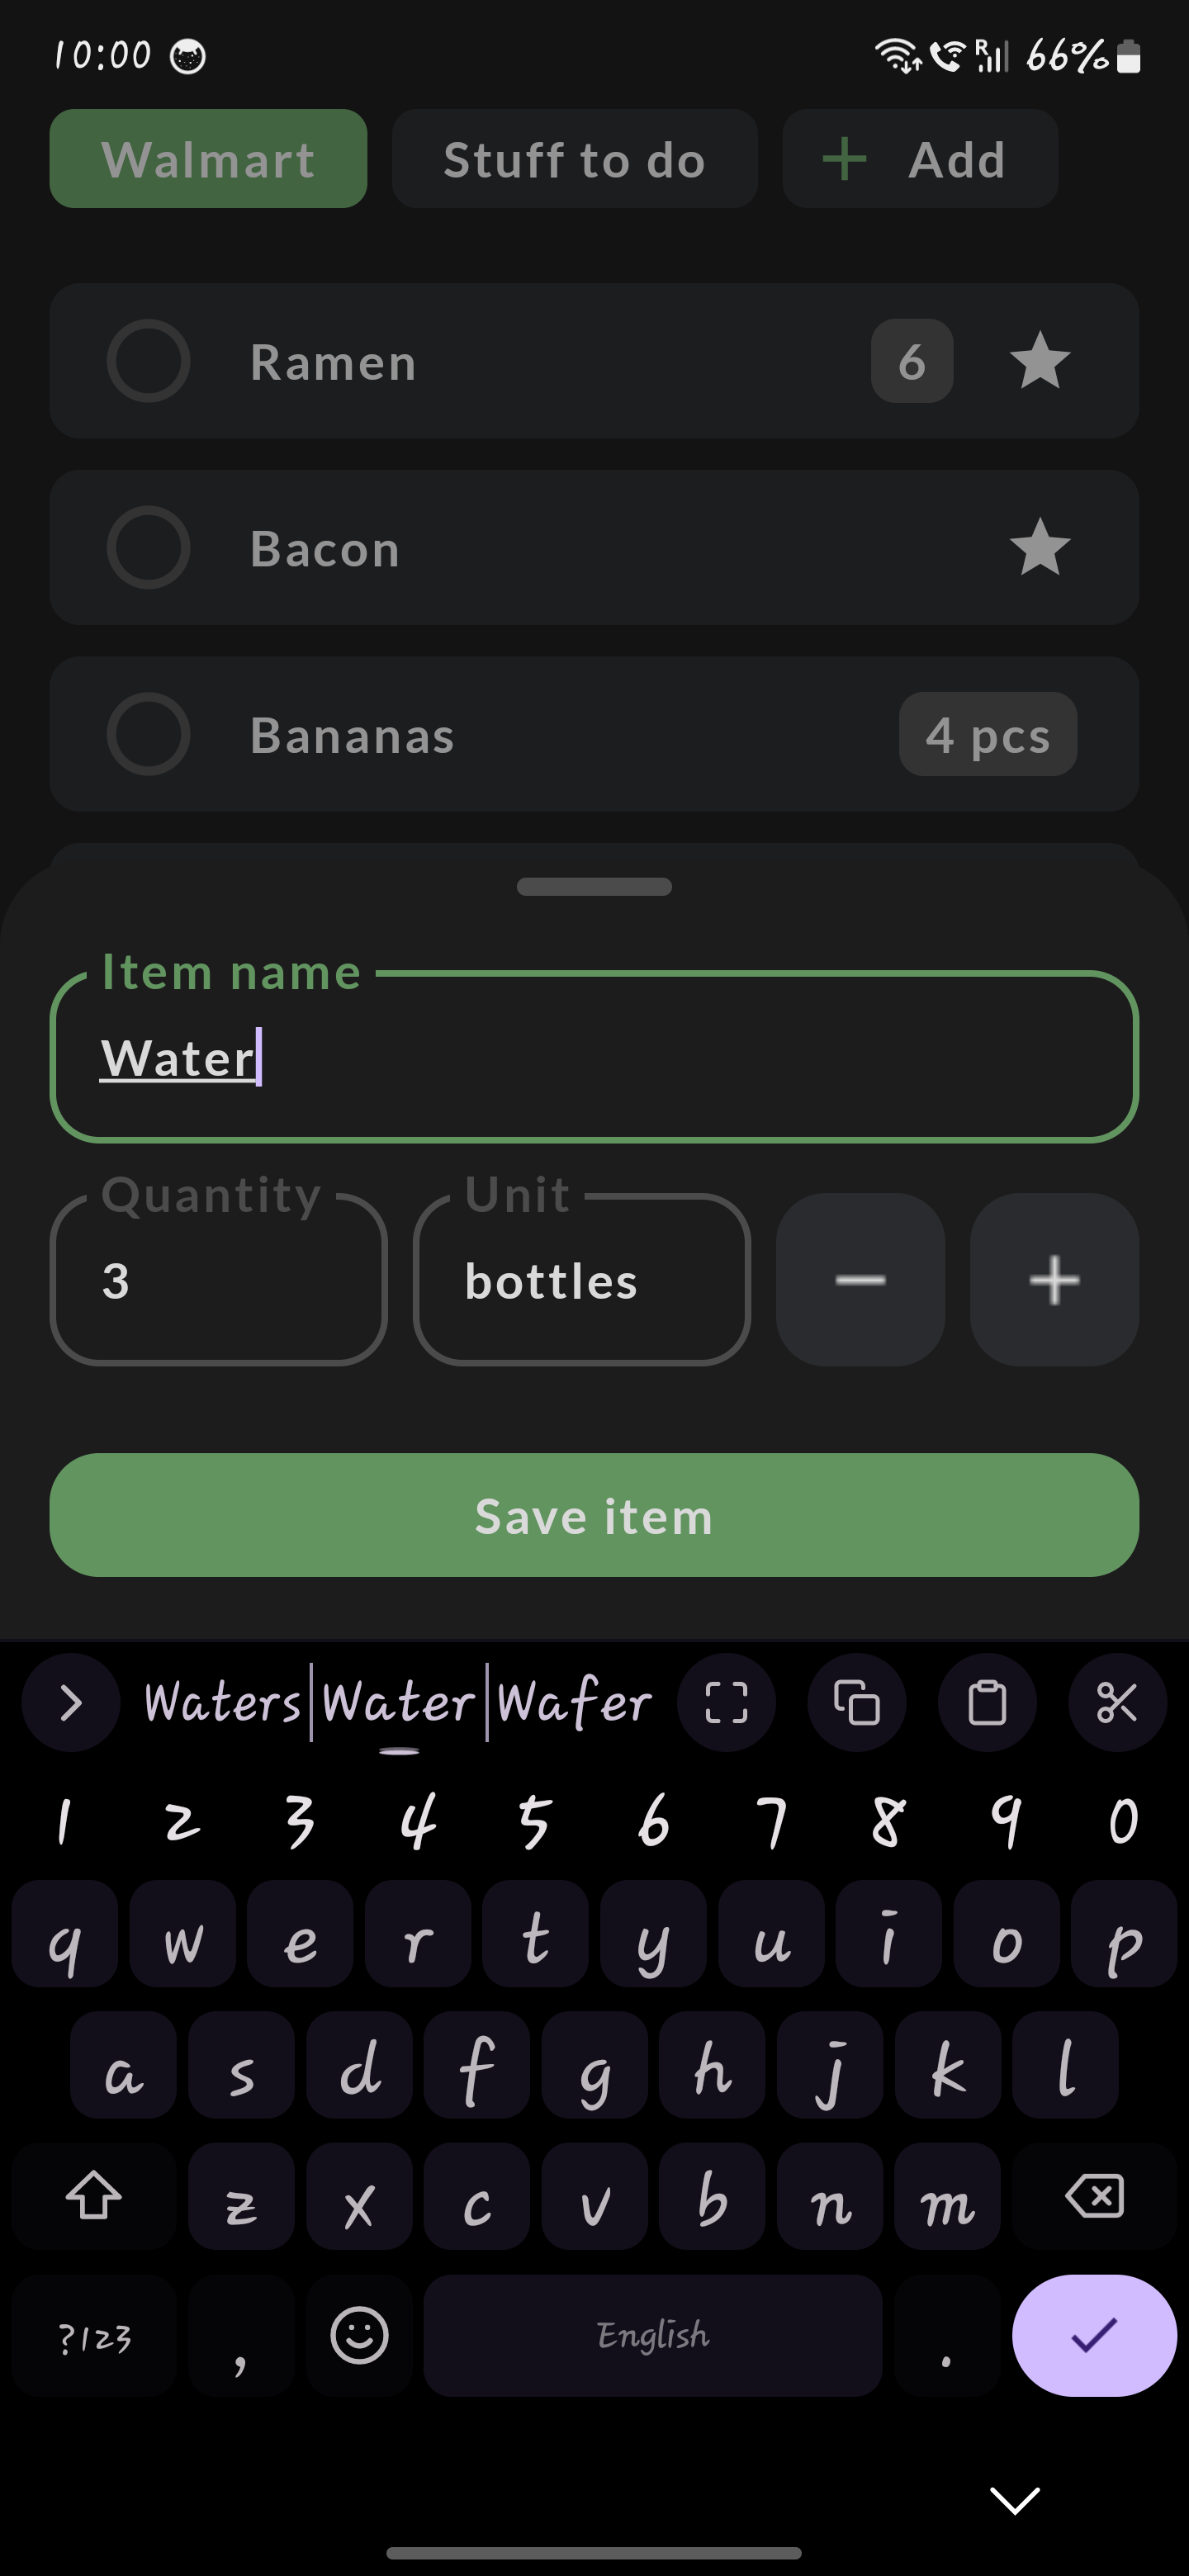 10:00 R 66%
Walmart Stuff to do + Add
Ramen 6
Bacon
Bananas 4 pcs
Item name
Water
Quantity Unit
3 bottles − +
Save item
Waters Water Wafer
1 2 3 4 5 6 7 8 9 0
q w e r t y u i o p
a s d f g h j k l
z x c v b n m
?123 , English .